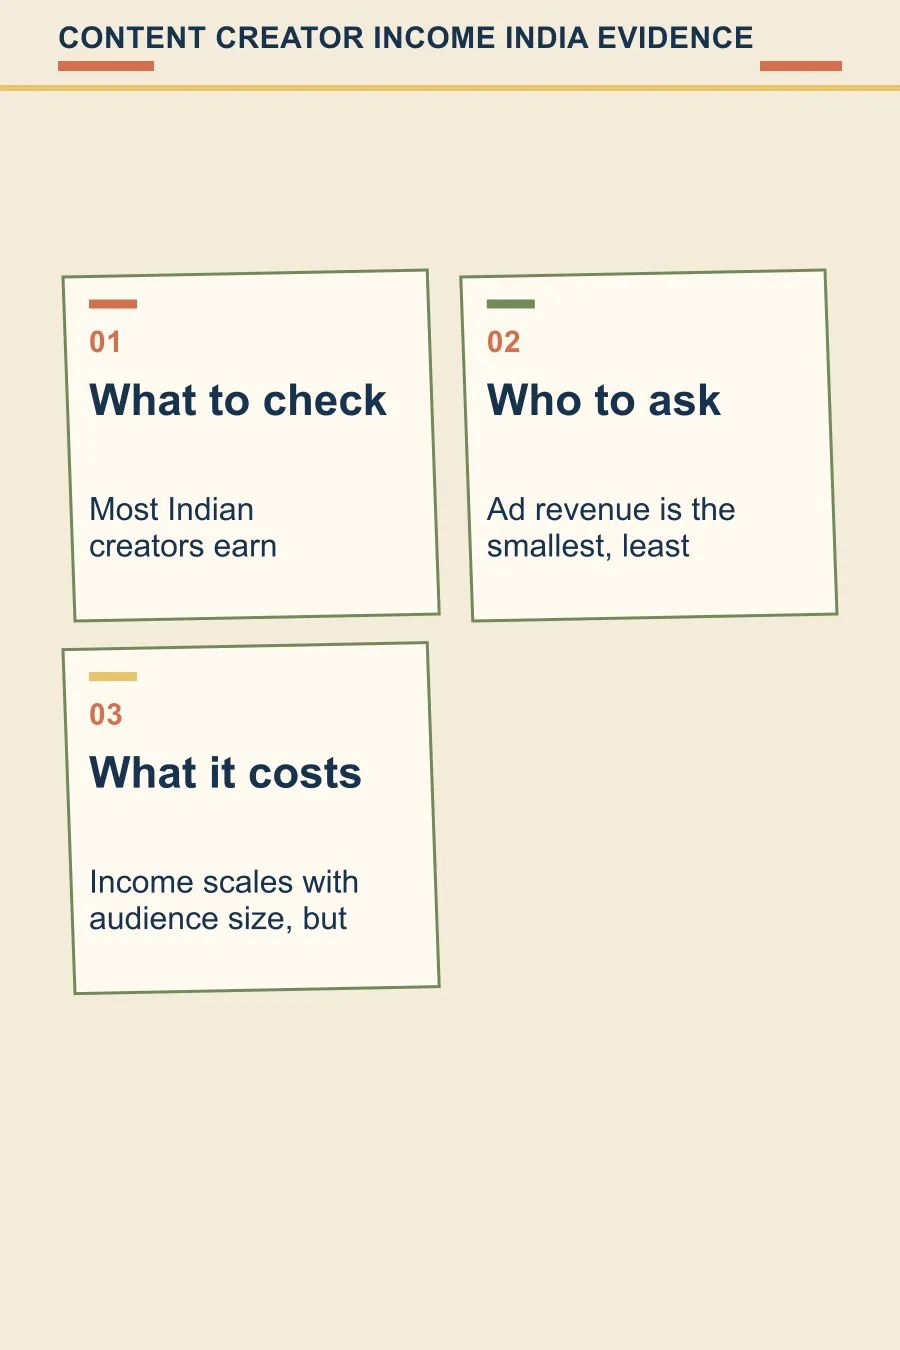 CONTENT CREATOR INCOME INDIA EVIDENCE
01
What to check
Most Indian
creators earn
02
Who to ask
Ad revenue is the
smallest, least
03
What it costs
Income scales with
audience size, but